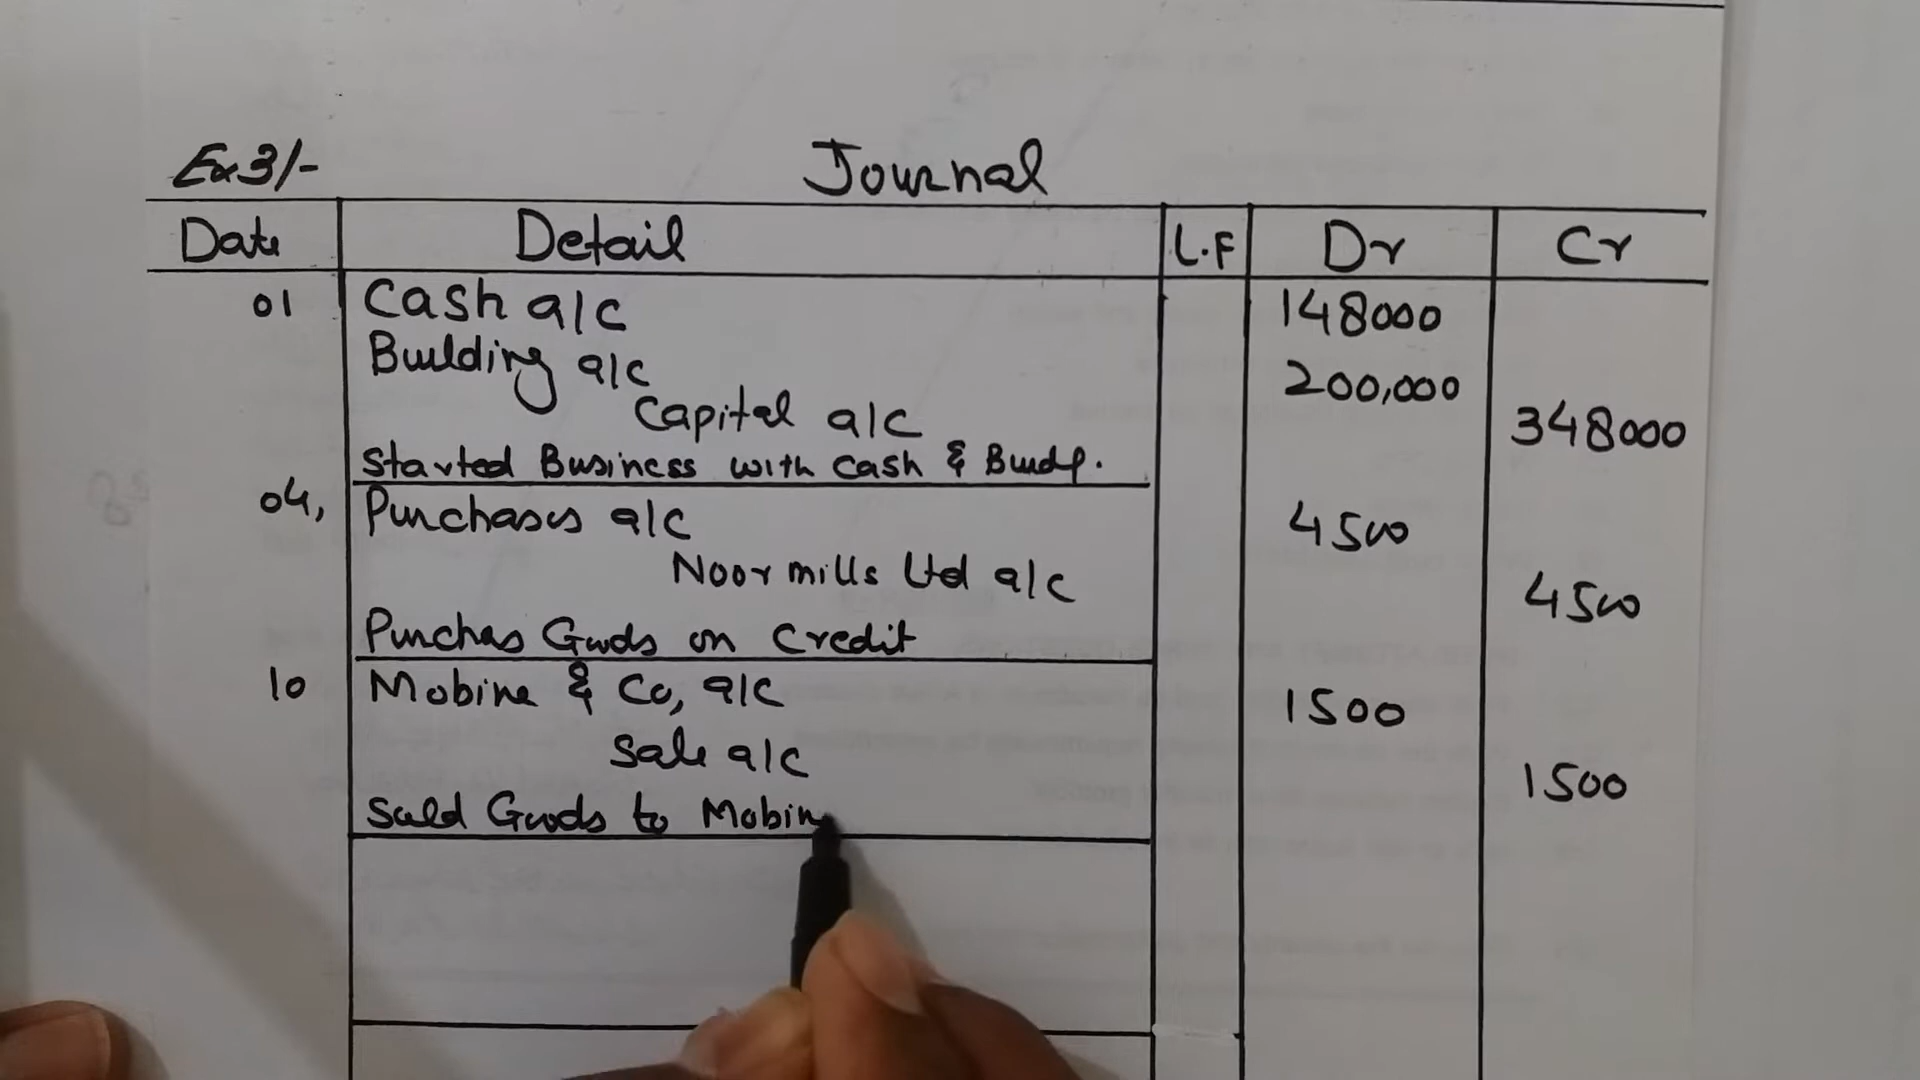 Ex 3/- Journal
Date Detail L.F Dr Cr
01 Cash a/c 148000
Building a/c 200,000
Capital a/c 348000
Started Business with Cash & Buidg.
04, Purchases a/c 4500
Noor mills Ltd a/c 4500
Purchas Goods on Credit
10 Mobine & Co, a/c 1500
Sale a/c 1500
Sald Goods to Mobin